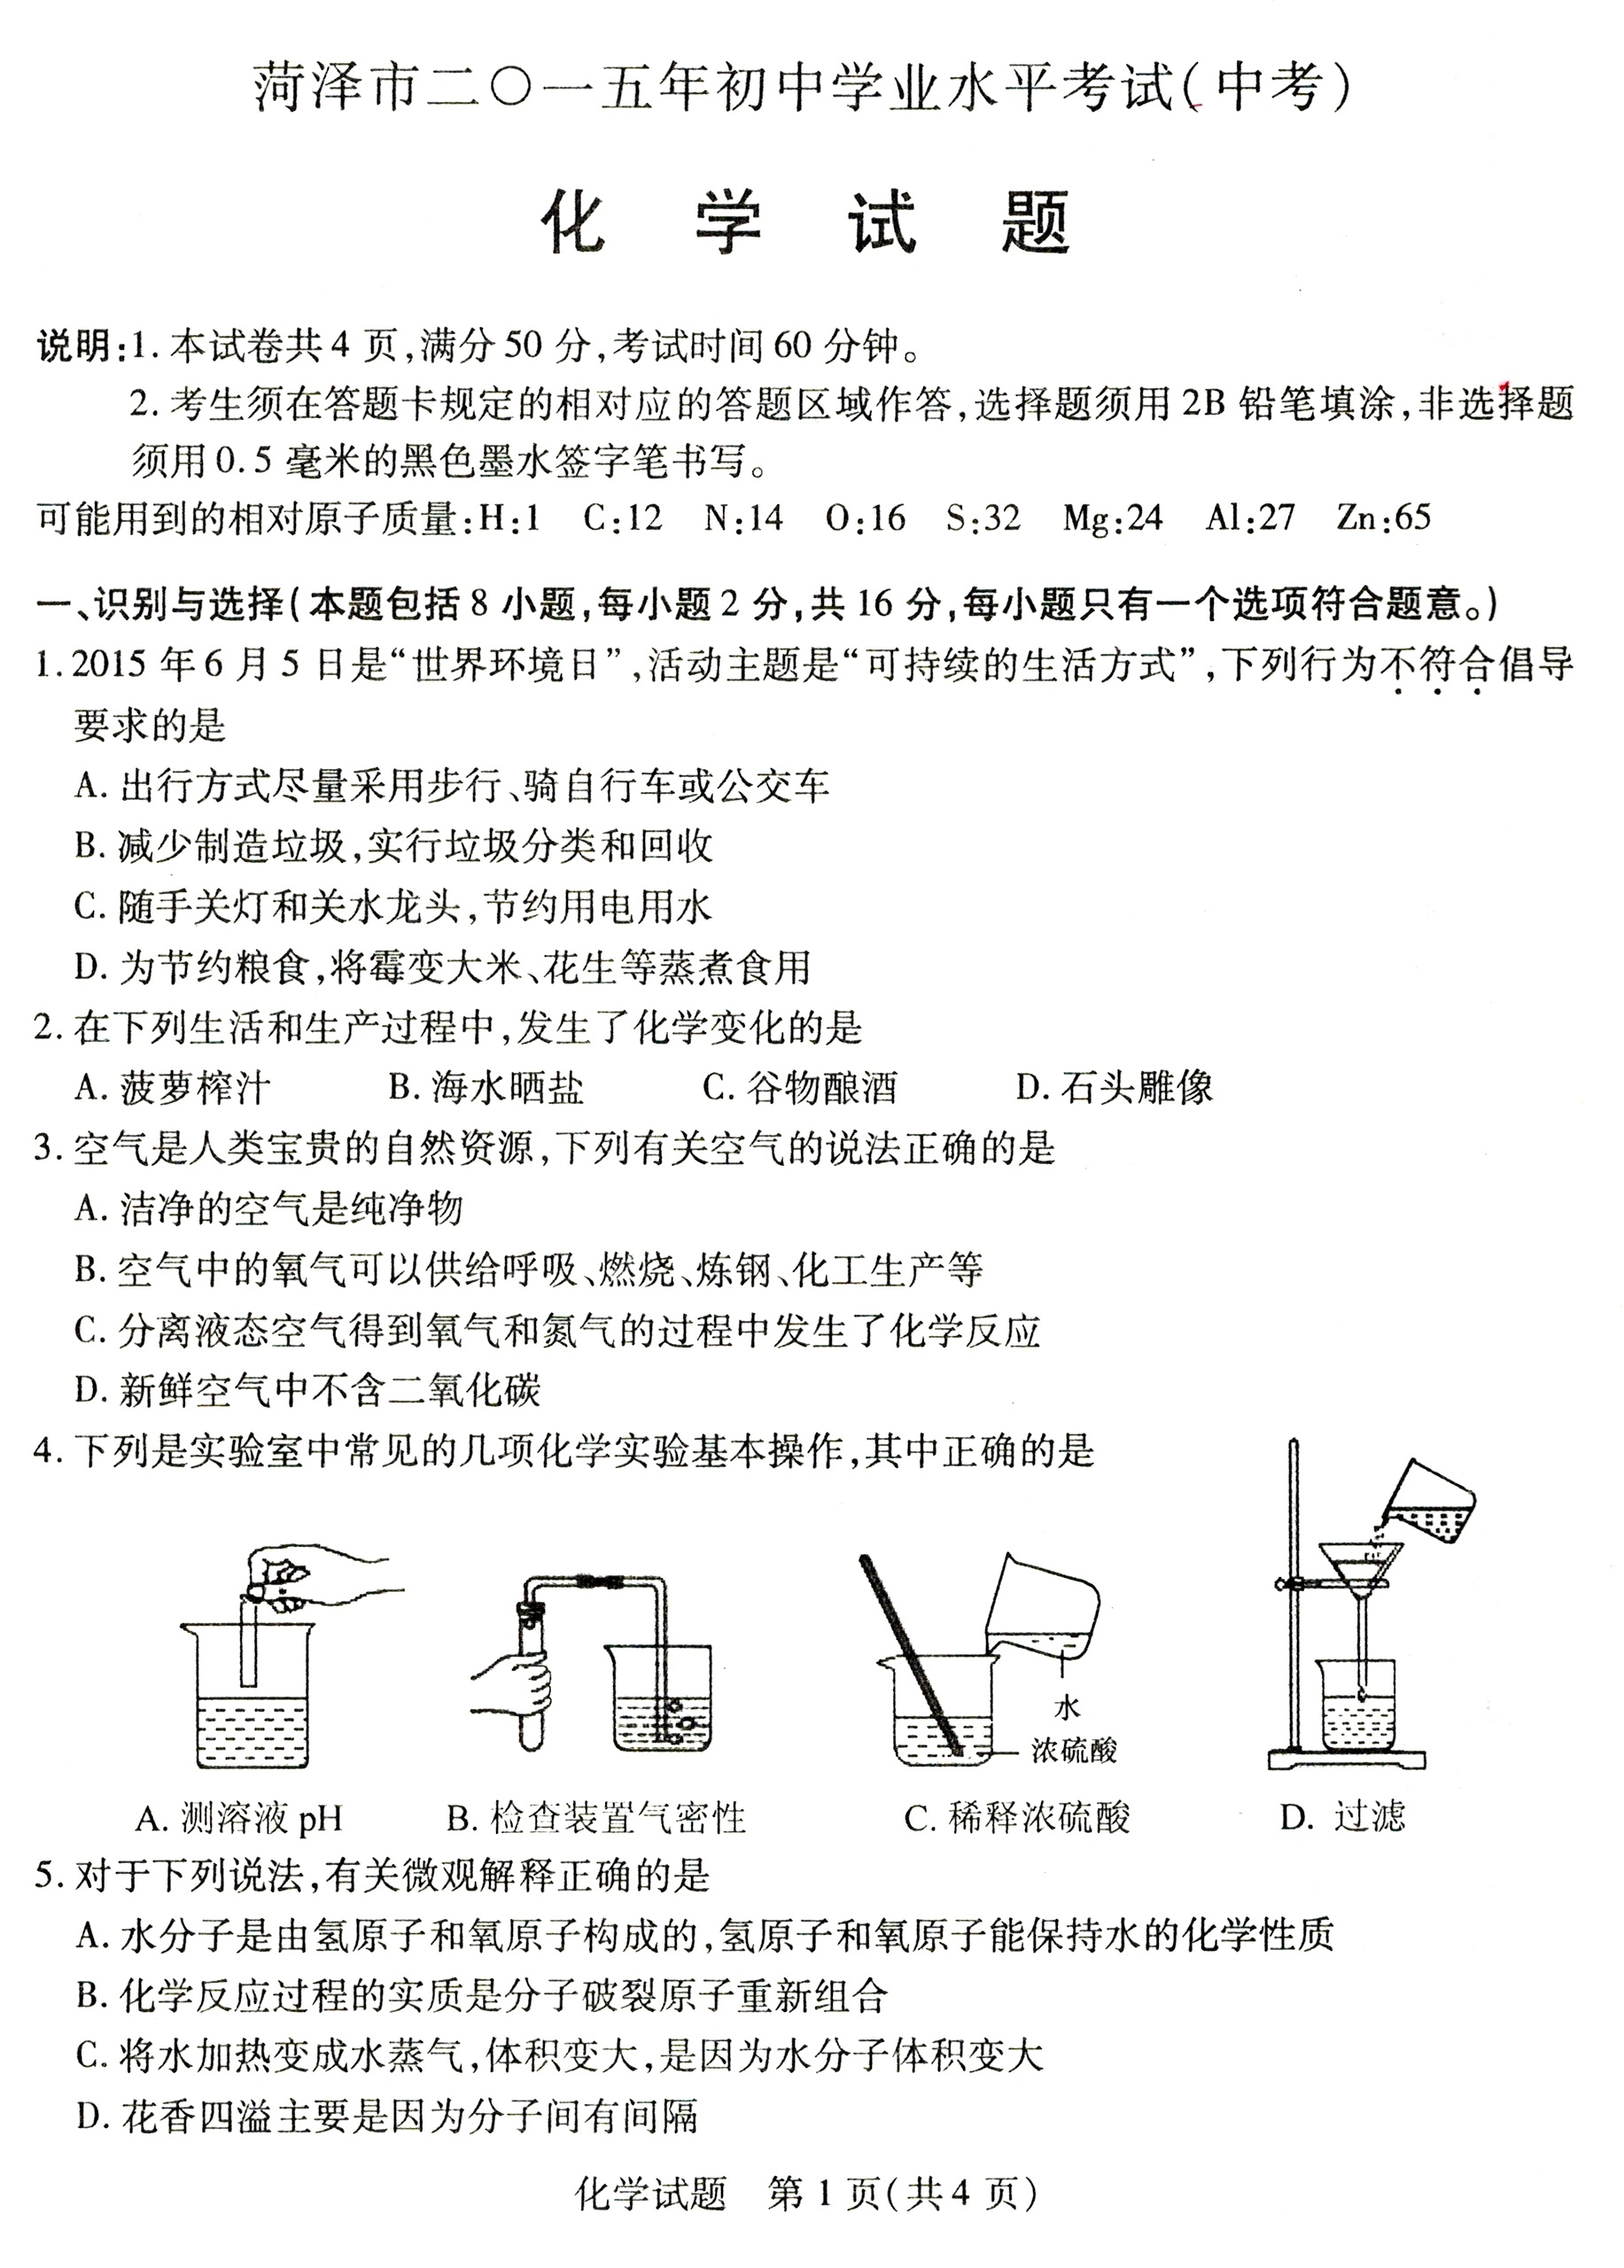 菏泽市二〇一五年初中学业水平考试(中考)
化 学 试 题
说明:1. 本试卷共4 页,满分50 分,考试时间60 分钟。
2. 考生须在答题卡规定的相对应的答题区域作答,选择题须用 2B 铅笔填涂,非选择题
须用0.5 毫米的黑色墨水签字笔书写。
可能用到的相对原子质量:H:1 C:12 N:14 O:16 S:32 Mg:24 Al:27 Zn:65
一、识别与选择(本题包括8 小题,每小题2 分,共16 分,每小题只有一个选项符合题意。)
1. 2015 年6 月5 日是“世界环境日”,活动主题是“可持续的生活方式”,下列行为不符合倡导
要求的是
A. 出行方式尽量采用步行、骑自行车或公交车
B. 减少制造垃圾,实行垃圾分类和回收
C. 随手关灯和关水龙头,节约用电用水
D. 为节约粮食,将霉变大米、花生等蒸煮食用
2. 在下列生活和生产过程中,发生了化学变化的是
A. 菠萝榨汁 B. 海水晒盐 C. 谷物酿酒 D. 石头雕像
3. 空气是人类宝贵的自然资源,下列有关空气的说法正确的是
A. 洁净的空气是纯净物
B. 空气中的氧气可以供给呼吸、燃烧、炼钢、化工生产等
C. 分离液态空气得到氧气和氮气的过程中发生了化学反应
D. 新鲜空气中不含二氧化碳
4. 下列是实验室中常见的几项化学实验基本操作,其中正确的是
水
浓硫酸
A. 测溶液pH B. 检查装置气密性 C. 稀释浓硫酸 D. 过滤
5. 对于下列说法,有关微观解释正确的是
A. 水分子是由氢原子和氧原子构成的,氢原子和氧原子能保持水的化学性质
B. 化学反应过程的实质是分子破裂原子重新组合
C. 将水加热变成水蒸气,体积变大,是因为水分子体积变大
D. 花香四溢主要是因为分子间有间隔
化学试题 第1 页(共4 页)